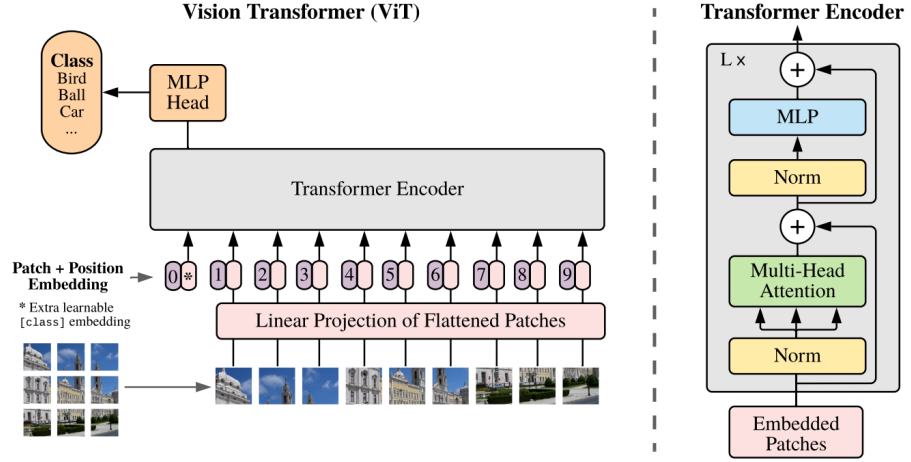 Vision Transformer (ViT)
Class
Bird
Ball
Car
...
MLP
Head
Transformer Encoder
Patch + Position
Embedding
0 * 1 2 3 4 5 6 7 8 9
* Extra learnable
[class] embedding
Linear Projection of Flattened Patches
Transformer Encoder
L ×
+
MLP
Norm
+
Multi-Head
Attention
Norm
Embedded
Patches